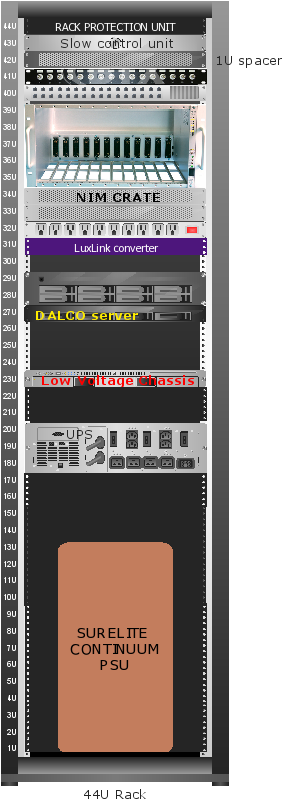 44U
RACK PROTECTION UNIT
43U
Slow control unit
42U
1U spacer
41U
40U
39U
38U
37U
36U
35U
34U
NIM CRATE
33U
32U
31U
LuxLink converter
30U
29U
28U
27U
DALCO server
26U
25U
24U
23U
Low Voltage Chassis
22U
21U
20U
UPS
19U
18U
17U
16U
15U
14U
13U
12U
11U
10U
9U
8U
SURELITE
7U
CONTINUUM
6U
PSU
5U
4U
3U
2U
1U
44U Rack